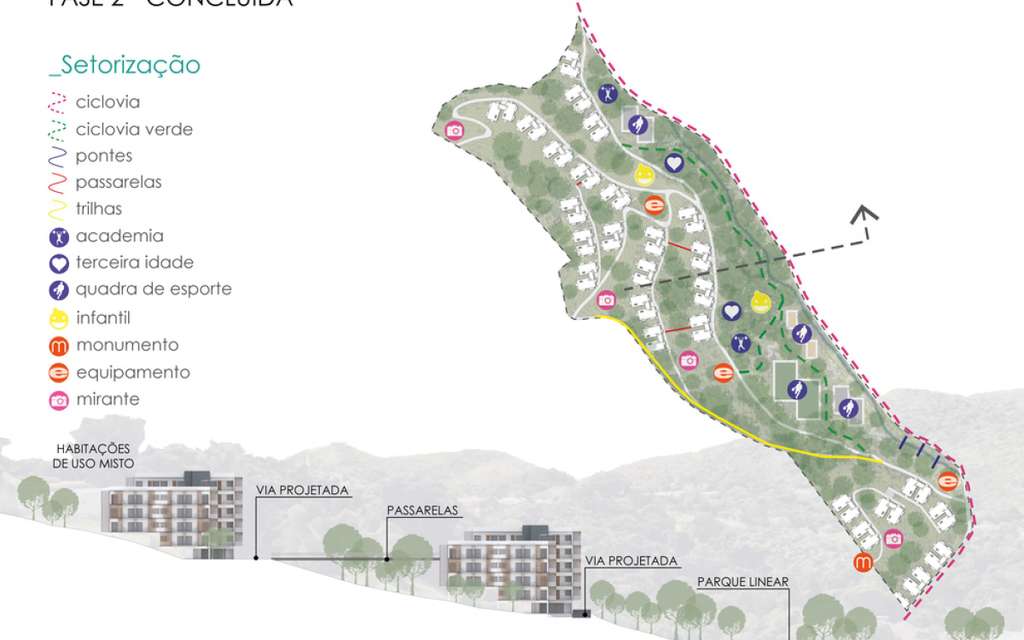 FASE 2 - CONCLUÍDA
_Setorização
ciclovia
ciclovia verde
pontes
passarelas
trilhas
academia
terceira idade
quadra de esporte
infantil
m monumento
e equipamento
mirante
e
e
e
m
HABITAÇÕES
DE USO MISTO
VIA PROJETADA
PASSARELAS
VIA PROJETADA
PARQUE LINEAR